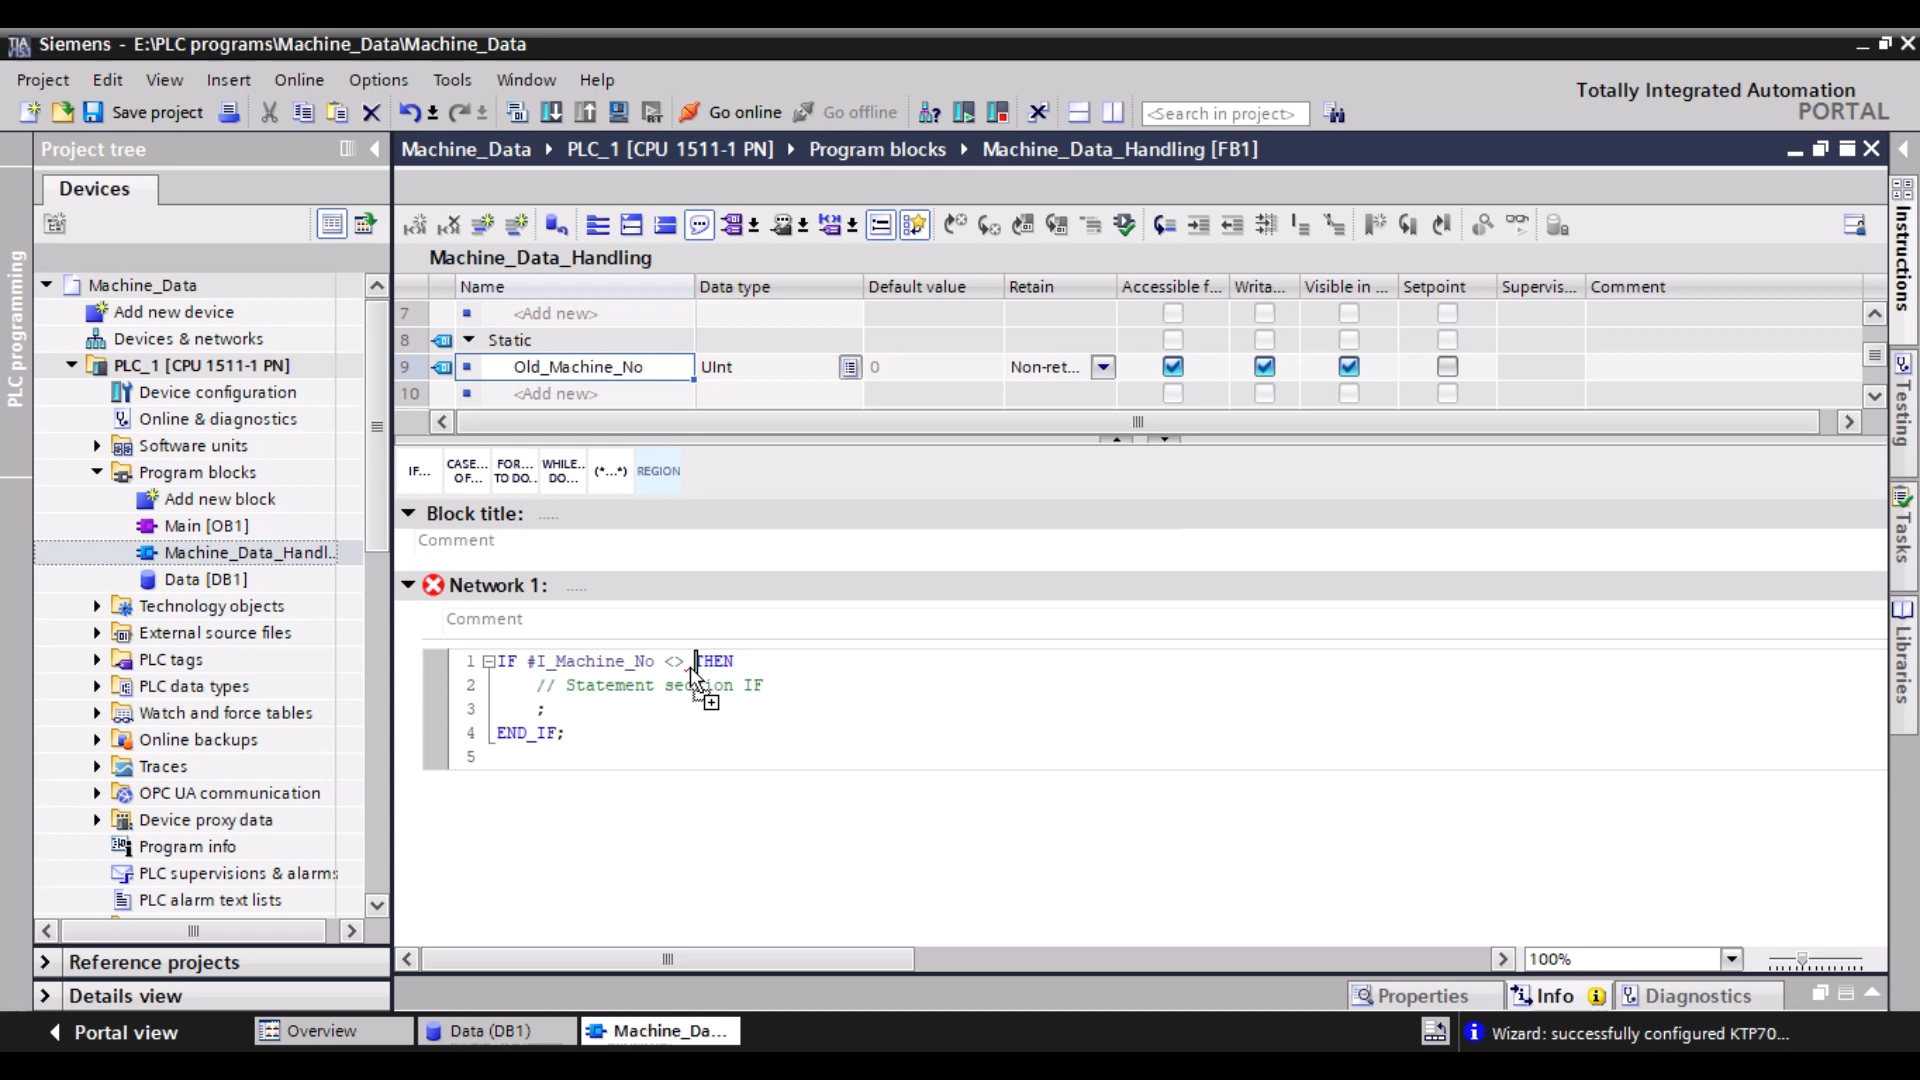 Siemens - E:\PLC programs\Machine_Data\Machine_Data
Project Edit View Insert Online Options Tools Window Help
Totally Integrated Automation
PORTAL
Save project
Go online
Go offline
<Search in project>
Project tree
Machine_Data
PLC_1 [CPU 1511-1 PN]
Program blocks
Machine_Data_Handling [FB1]
Devices
PLC programming
Machine_Data
Add new device
Devices & networks
PLC_1 [CPU 1511-1 PN]
Device configuration
Online & diagnostics
Software units
Program blocks
Add new block
Main [OB1]
Machine_Data_Handl..
Data [DB1]
Technology objects
External source files
PLC tags
PLC data types
Watch and force tables
Online backups
Traces
OPC UA communication
Device proxy data
Program info
PLC supervisions & alarms
PLC alarm text lists
Reference projects
Details view
Machine_Data_Handling
Name Data type Default value Retain Accessible f... Writa... Visible in ... Setpoint Supervis... Comment
7 <Add new>
8 Static
9 Old_Machine_No UInt 0 Non-ret...
10 <Add new>
IF... CASE... OF... FOR... TO DO.. WHILE.. DO... (*...*) REGION
Block title: .....
Comment
Network 1: .....
Comment
1 IF #I_Machine_No <> THEN
2 // Statement section IF
3 ;
4 END_IF;
5
100%
Properties
Info
Diagnostics
Instructions
Testing
Tasks
Libraries
Portal view
Overview
Data (DB1)
Machine_Da...
Wizard: successfully configured KTP70...